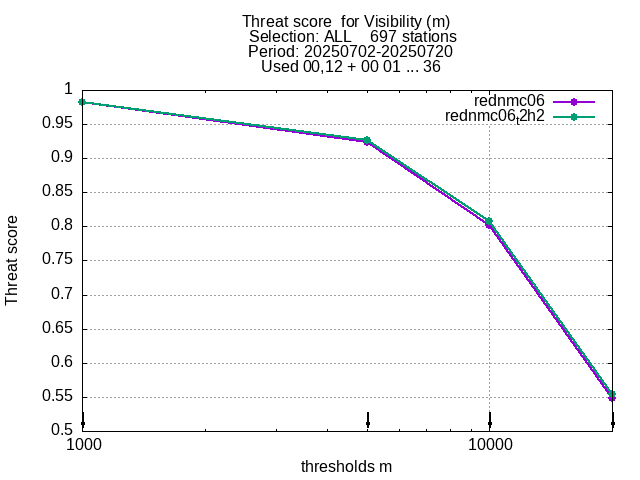 Threat score  for Visibility (m)
Selection: ALL    697 stations
Period: 20250702-20250720
Used 00,12 + 00 01 ... 36
rednmc06
rednmc06,2h2
1
0.95
0.9
0.85
0.8
0.75
0.7
0.65
0.6
0.55
0.5
Threat score
1000 10000
thresholds m